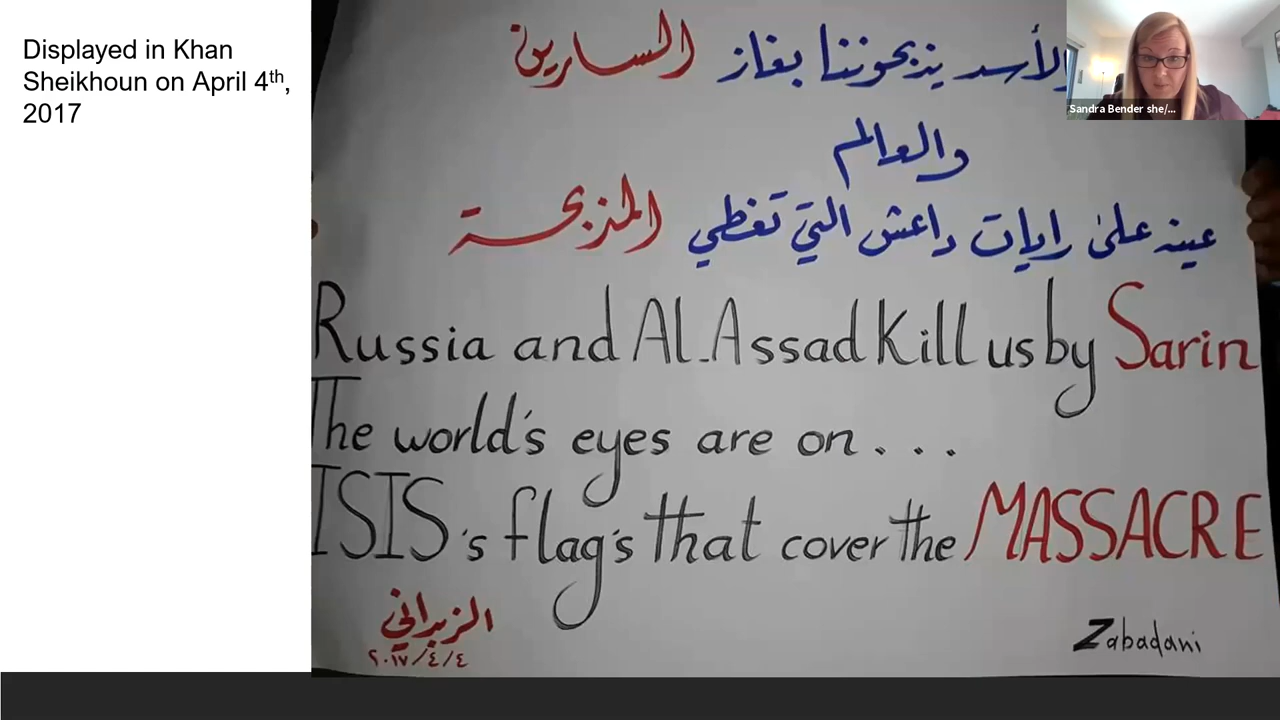 Displayed in Khan
Sheikhoun on April 4th,
2017
الأسد يذبحوننا بغاز السارين
والعالم
عينه على رايات داعش التي تغطي المذبحة
Russia and Al.Assad Kill us by Sarin
The world's eyes are on....
ISIS's flag's that cover the MASSACRE
الزبداني
٢٠١٧/٤/٤
Zabadani
Sandra Bender she/...